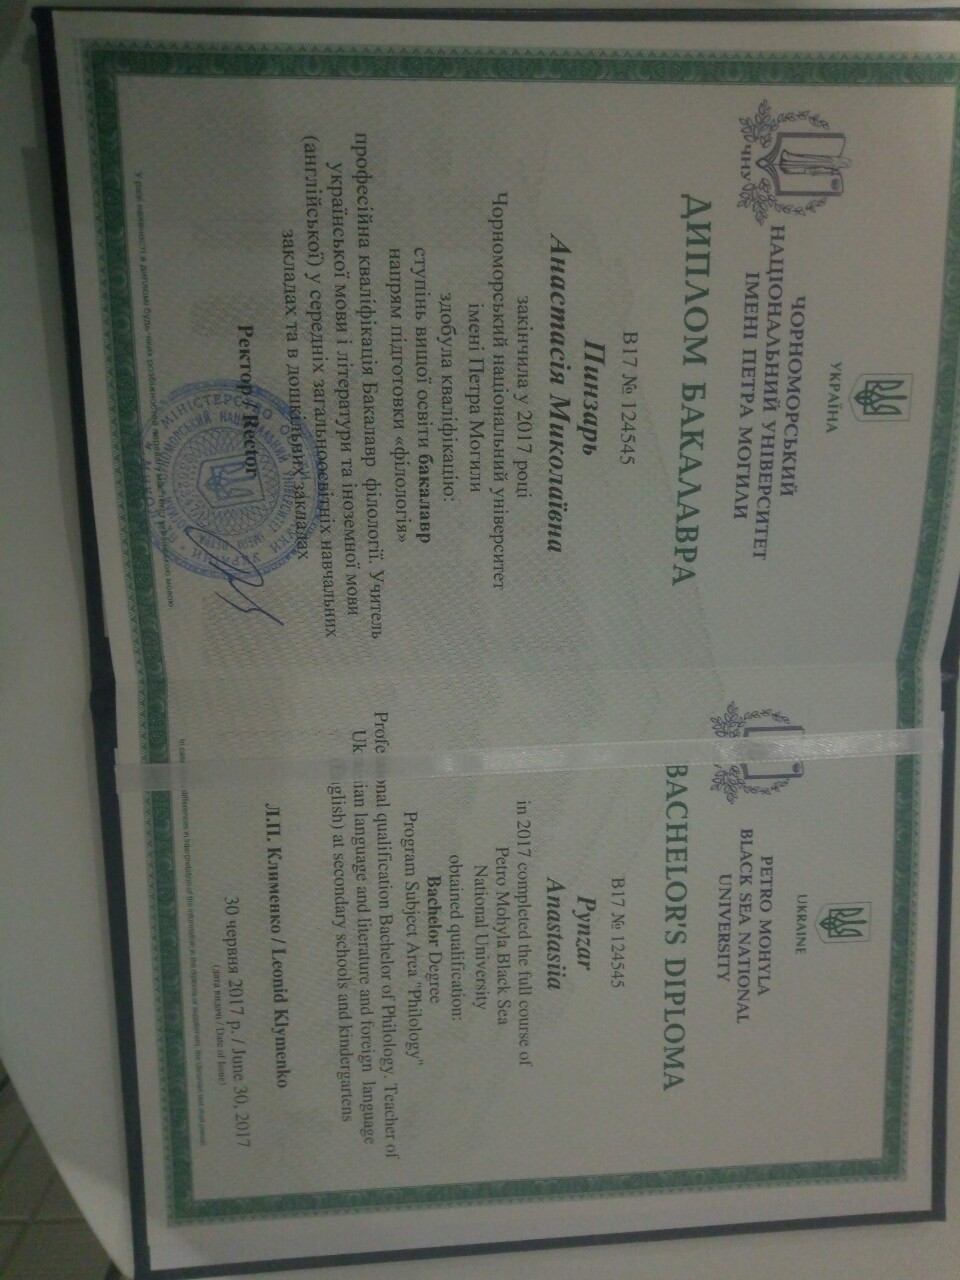 УКРАЇНА
ЧНУ
ЧОРНОМОРСЬКИЙ
НАЦІОНАЛЬНИЙ УНІВЕРСИТЕТ
ІМЕНІ ПЕТРА МОГИЛИ
ДИПЛОМ БАКАЛАВРА
В17 № 124545
Пинзарь
Анастасія Миколаївна
закінчила у 2017 році
Чорноморський національний університет
імені Петра Могили
здобула кваліфікацію:
ступінь вищої освіти бакалавр
напрям підготовки «філологія»
професійна кваліфікація Бакалавр філології. Учитель
української мови і літератури та іноземної мови
(англійської) у середніх загальноосвітніх навчальних
закладах та в дошкільних закладах
Ректор / Rector
UKRAINE
PETRO MOHYLA
BLACK SEA NATIONAL
UNIVERSITY
BACHELOR'S DIPLOMA
B17 № 124545
Pynzar
Anastasiia
in 2017 completed the full course of
Petro Mohyla Black Sea
National University
obtained qualification:
Bachelor Degree
Program Subject Area "Philology"
qualification Bachelor of Philology. Teacher of
language and literature and foreign language
at secondary schools and kindergartens
Л.П. Клименко / Leonid Klymenko
30 червня 2017 р. / June 30, 2017
(дата видачі / Date of Issue)